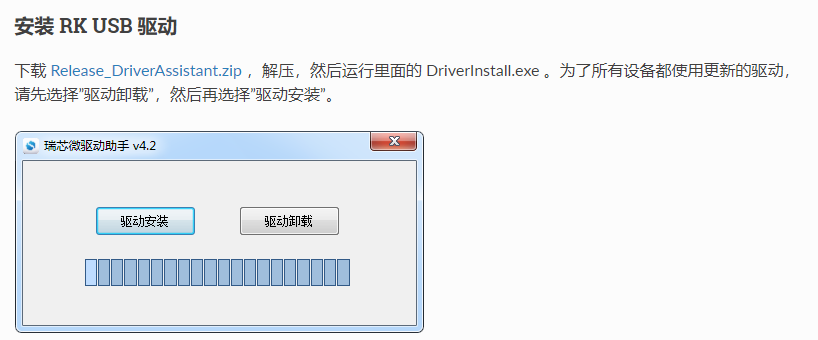 安装 RK USB 驱动
下载 Release_DriverAssistant.zip ，解压，然后运行里面的 DriverInstall.exe 。为了所有设备都使用更新的驱动，
请先选择”驱动卸载”，然后再选择”驱动安装”。
瑞芯微驱动助手 v4.2
驱动安装 驱动卸载